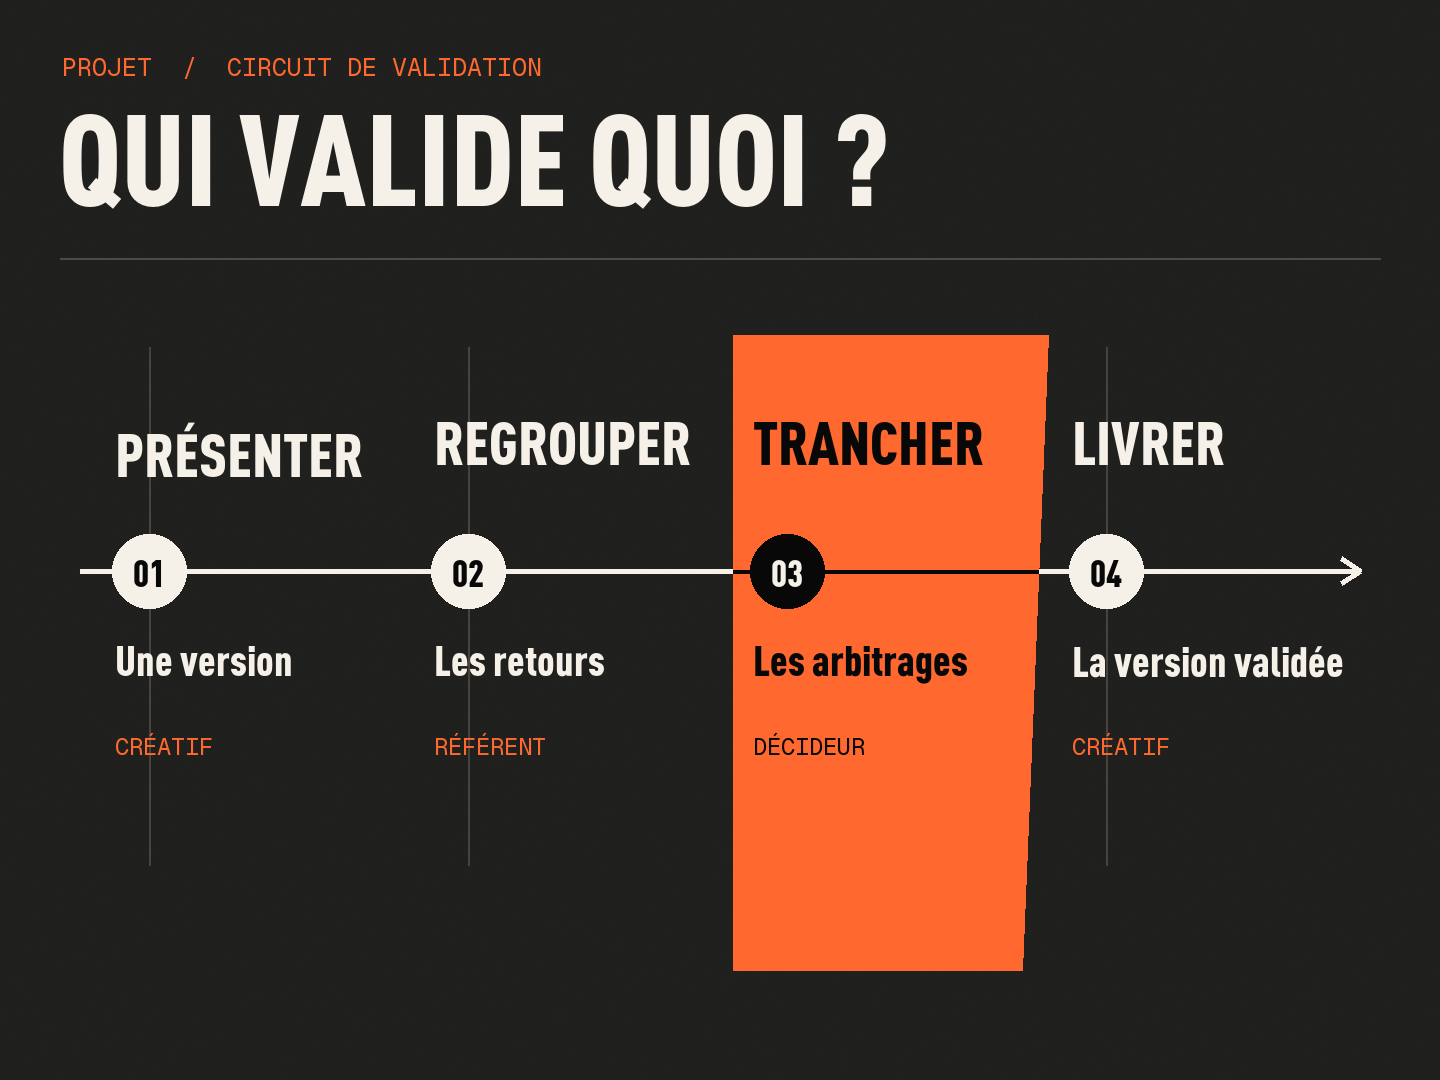 PROJET / CIRCUIT DE VALIDATION
QUI VALIDE QUOI ?
PRÉSENTER
01
Une version
CRÉATIF
REGROUPER
02
Les retours
RÉFÉRENT
TRANCHER
03
Les arbitrages
DÉCIDEUR
LIVRER
04
La version validée
CRÉATIF